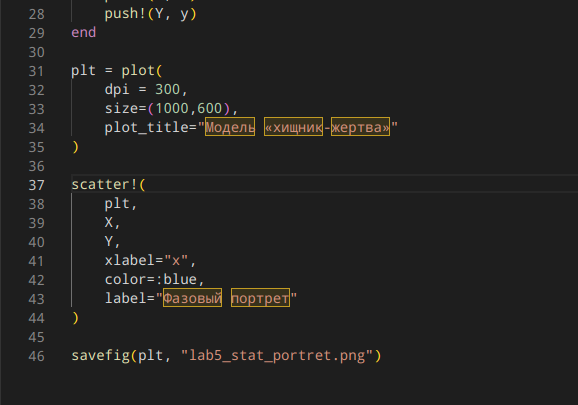 28 push!(Y, y)
29 end
30
31 plt = plot(
32 dpi = 300,
33 size=(1000,600),
34 plot_title="Модель «хищник-жертва»"
35 )
36
37 scatter!(
38 plt,
39 X,
40 Y,
41 xlabel="x",
42 color=:blue,
43 label="Фазовый портрет"
44 )
45
46 savefig(plt, "lab5_stat_portret.png")